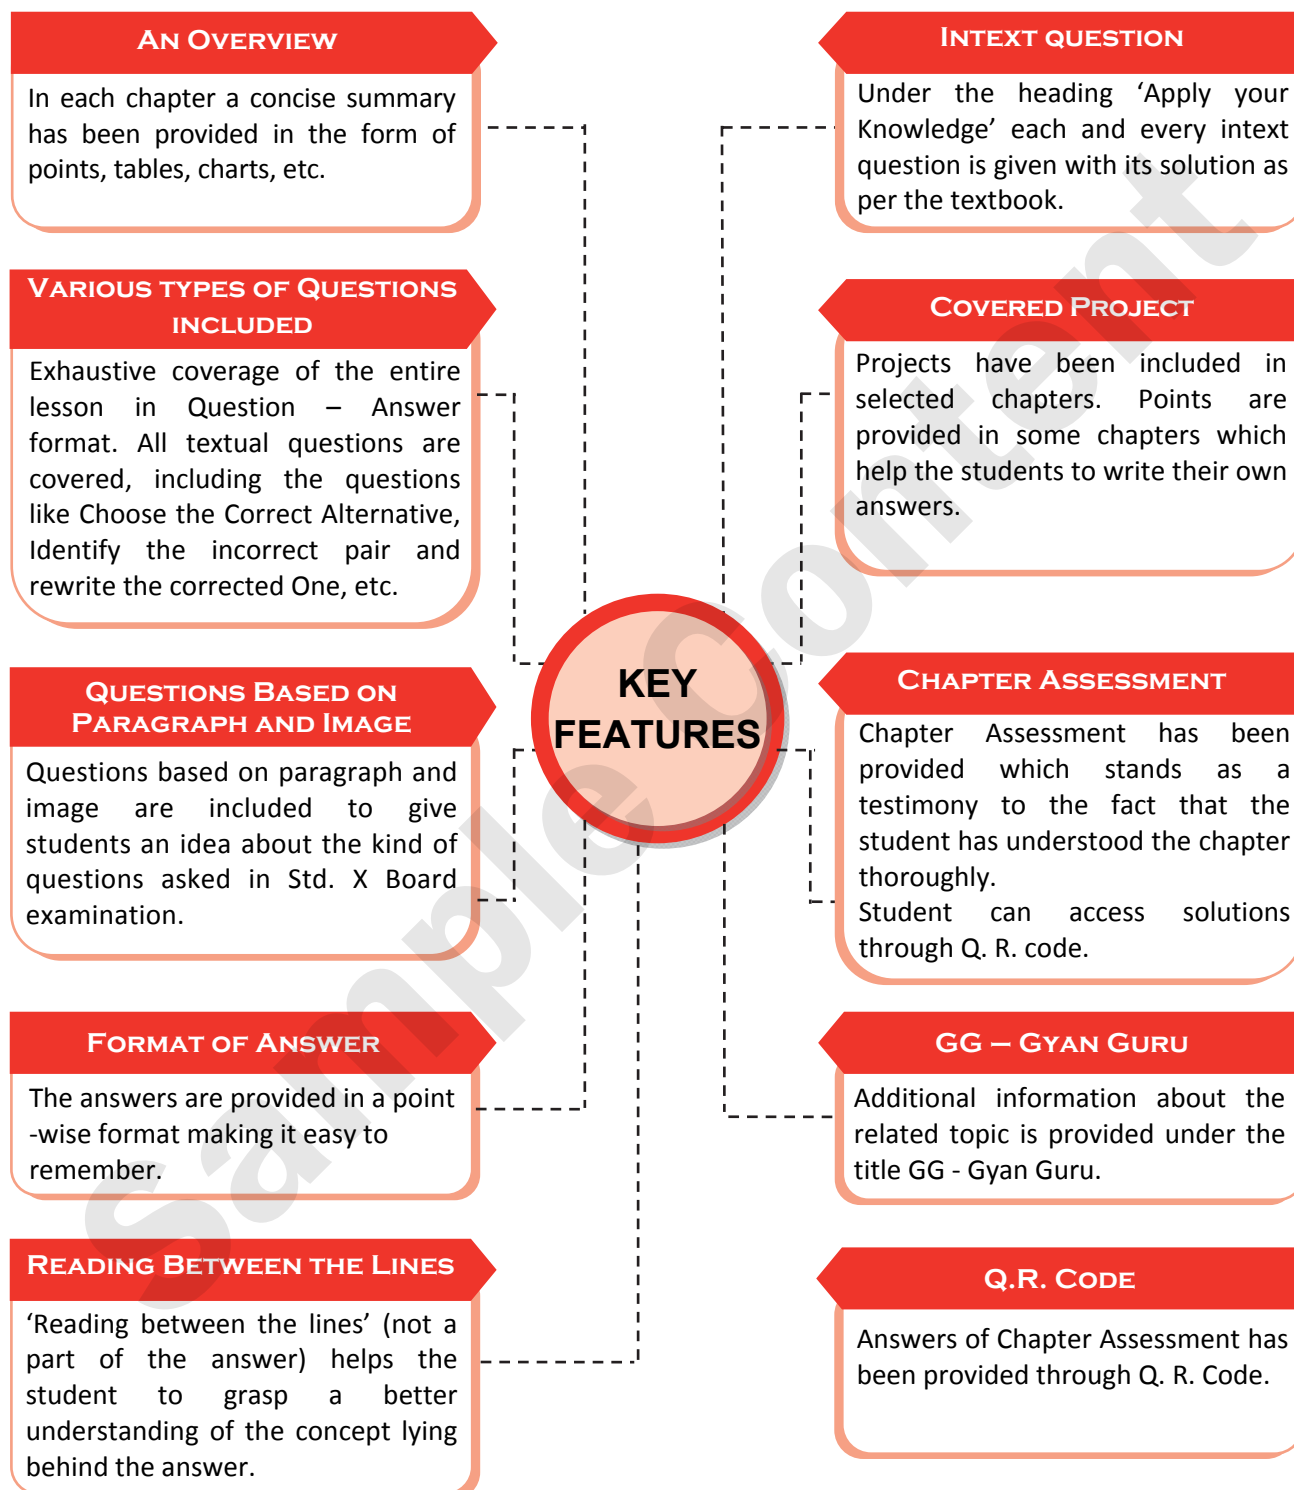 AN OVERVIEW
In each chapter a concise summary
has been provided in the form of
points, tables, charts, etc.
VARIOUS TYPES OF QUESTIONS
INCLUDED
Exhaustive coverage of the entire
lesson in Question – Answer
format. All textual questions are
covered, including the questions
like Choose the Correct Alternative,
Identify the incorrect pair and
rewrite the corrected One, etc.
QUESTIONS BASED ON
PARAGRAPH AND IMAGE
Questions based on paragraph and
image are included to give
students an idea about the kind of
questions asked in Std. X Board
examination.
FORMAT OF ANSWER
The answers are provided in a point
-wise format making it easy to
remember.
READING BETWEEN THE LINES
‘Reading between the lines’ (not a
part of the answer) helps the
student to grasp a better
understanding of the concept lying
behind the answer.
KEY
FEATURES
INTEXT QUESTION
Under the heading ‘Apply your
Knowledge’ each and every intext
question is given with its solution as
per the textbook.
COVERED PROJECT
Projects have been included in
selected chapters. Points are
provided in some chapters which
help the students to write their own
answers.
CHAPTER ASSESSMENT
Chapter Assessment has been
provided which stands as a
testimony to the fact that the
student has understood the chapter
thoroughly.
Student can access solutions
through Q. R. code.
GG – GYAN GURU
Additional information about the
related topic is provided under the
title GG - Gyan Guru.
Q.R. CODE
Answers of Chapter Assessment has
been provided through Q. R. Code.
Sample Content